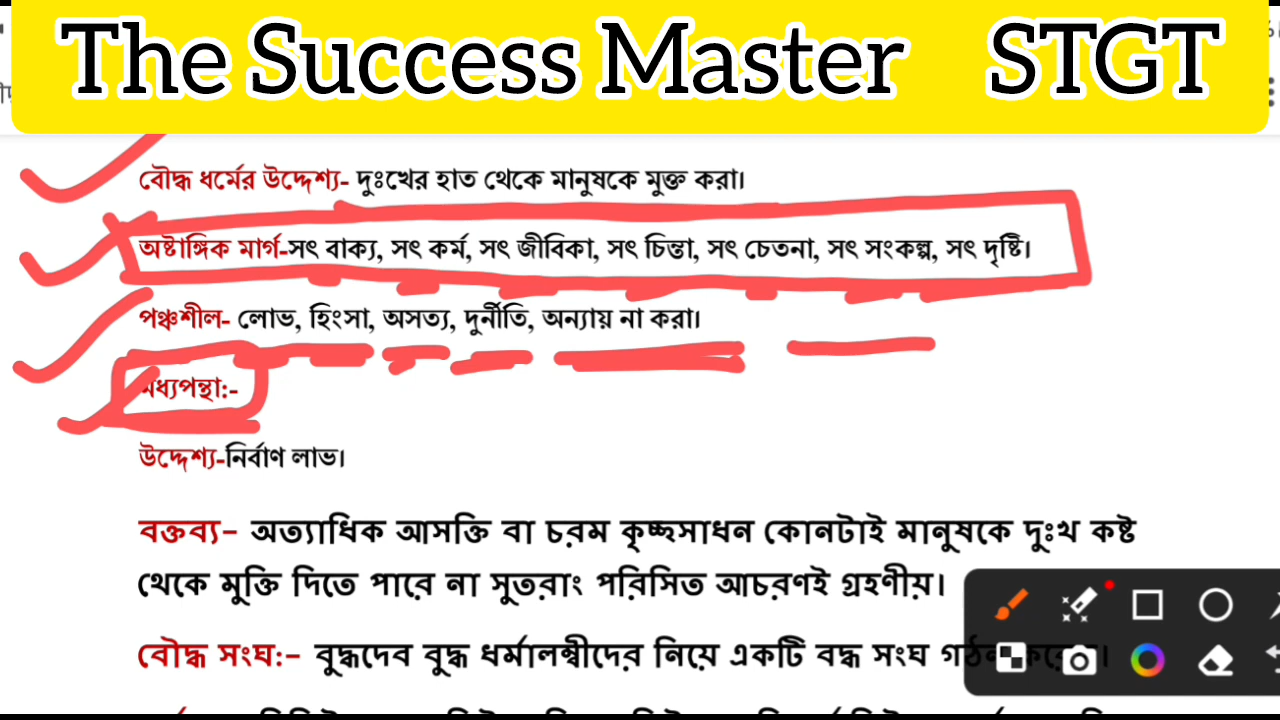 The Success Master STGT
বৌদ্ধ ধর্মের উদ্দেশ্য- দুঃখের হাত থেকে মানুষকে মুক্ত করা।
অষ্টাঙ্গিক মার্গ-সৎ বাক্য, সৎ কর্ম, সৎ জীবিকা, সৎ চিন্তা, সৎ চেতনা, সৎ সংকল্প, সৎ দৃষ্টি।
পঞ্চশীল- লোভ, হিংসা, অসত্য, দুর্নীতি, অন্যায় না করা।
মধ্যপন্থা:-
উদ্দেশ্য-নির্বাণ লাভ।
বক্তব্য– অত্যাধিক আসক্তি বা চরম কৃচ্ছসাধন কোনটাই মানুষকে দুঃখ কষ্ট
থেকে মুক্তি দিতে পারে না সুতরাং পরিসিত আচরণই গ্রহণীয়।
বৌদ্ধ সংঘ:– বুদ্ধদেব বুদ্ধ ধর্মালম্বীদের নিয়ে একটি বদ্ধ সংঘ গঠন করেন।